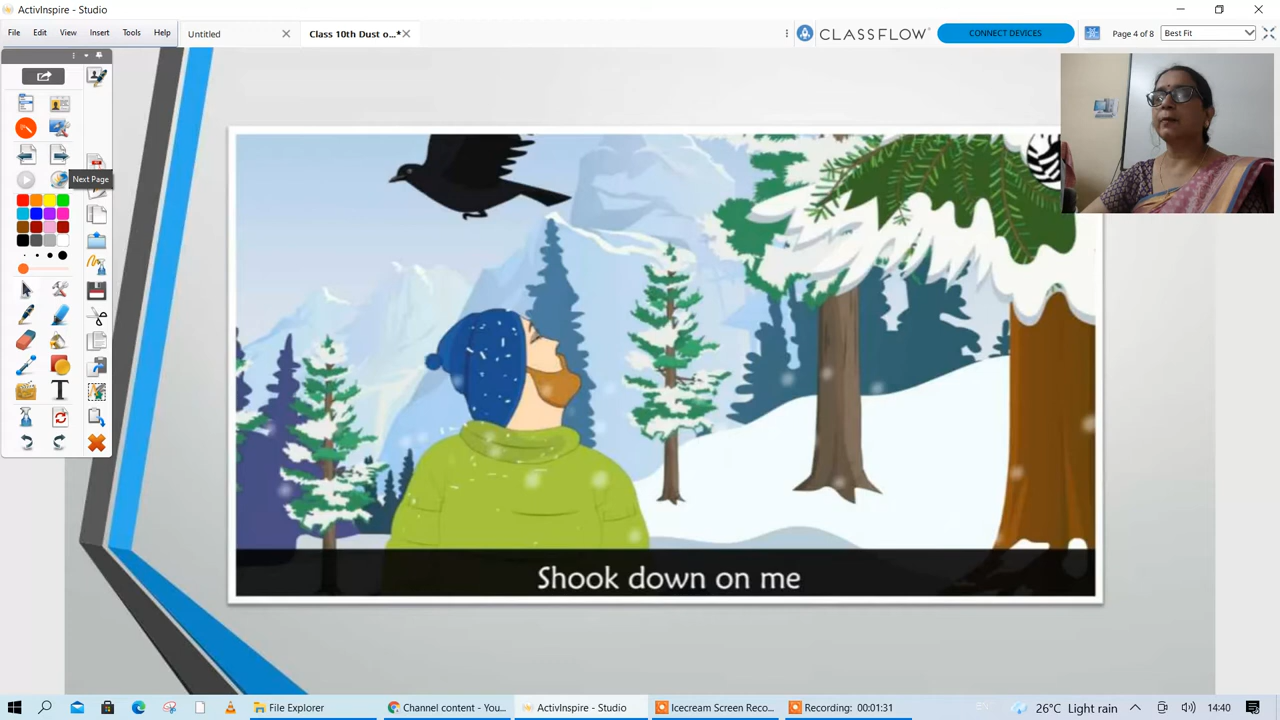 ActivInspire - Studio
File Edit View Insert Tools Help
Untitled
Class 10th Dust o...*
CLASSFLOW
CONNECT DEVICES
Page 4 of 8
Best Fit
Next Page
Shook down on me
File Explorer
Channel content - You...
ActivInspire - Studio
Icecream Screen Reco...
Recording: 00:01:31
ENG
26°C Light rain
14:40